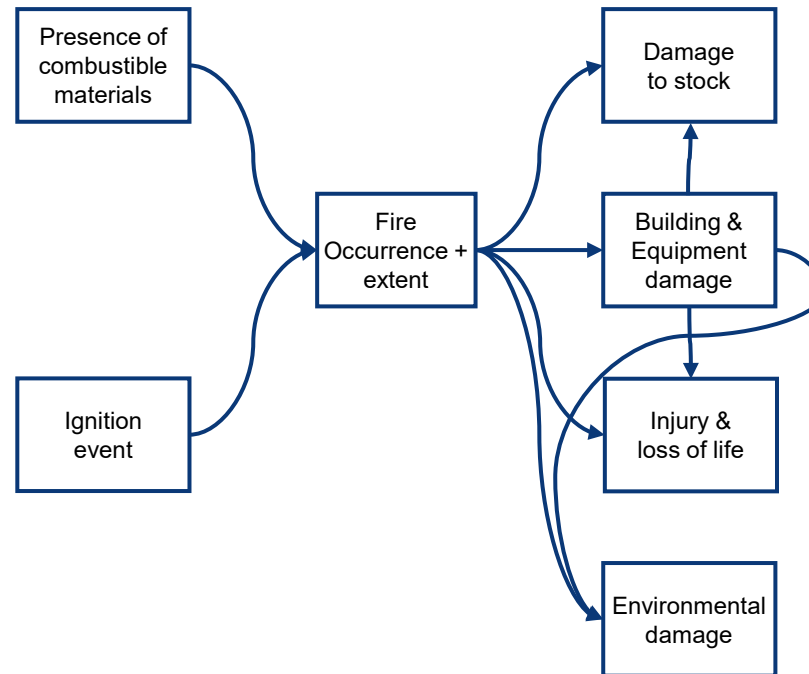 Presence of
combustible
materials
Ignition
event
Fire
Occurrence +
extent
Damage
to stock
Building &
Equipment
damage
Injury &
loss of life
Environmental
damage